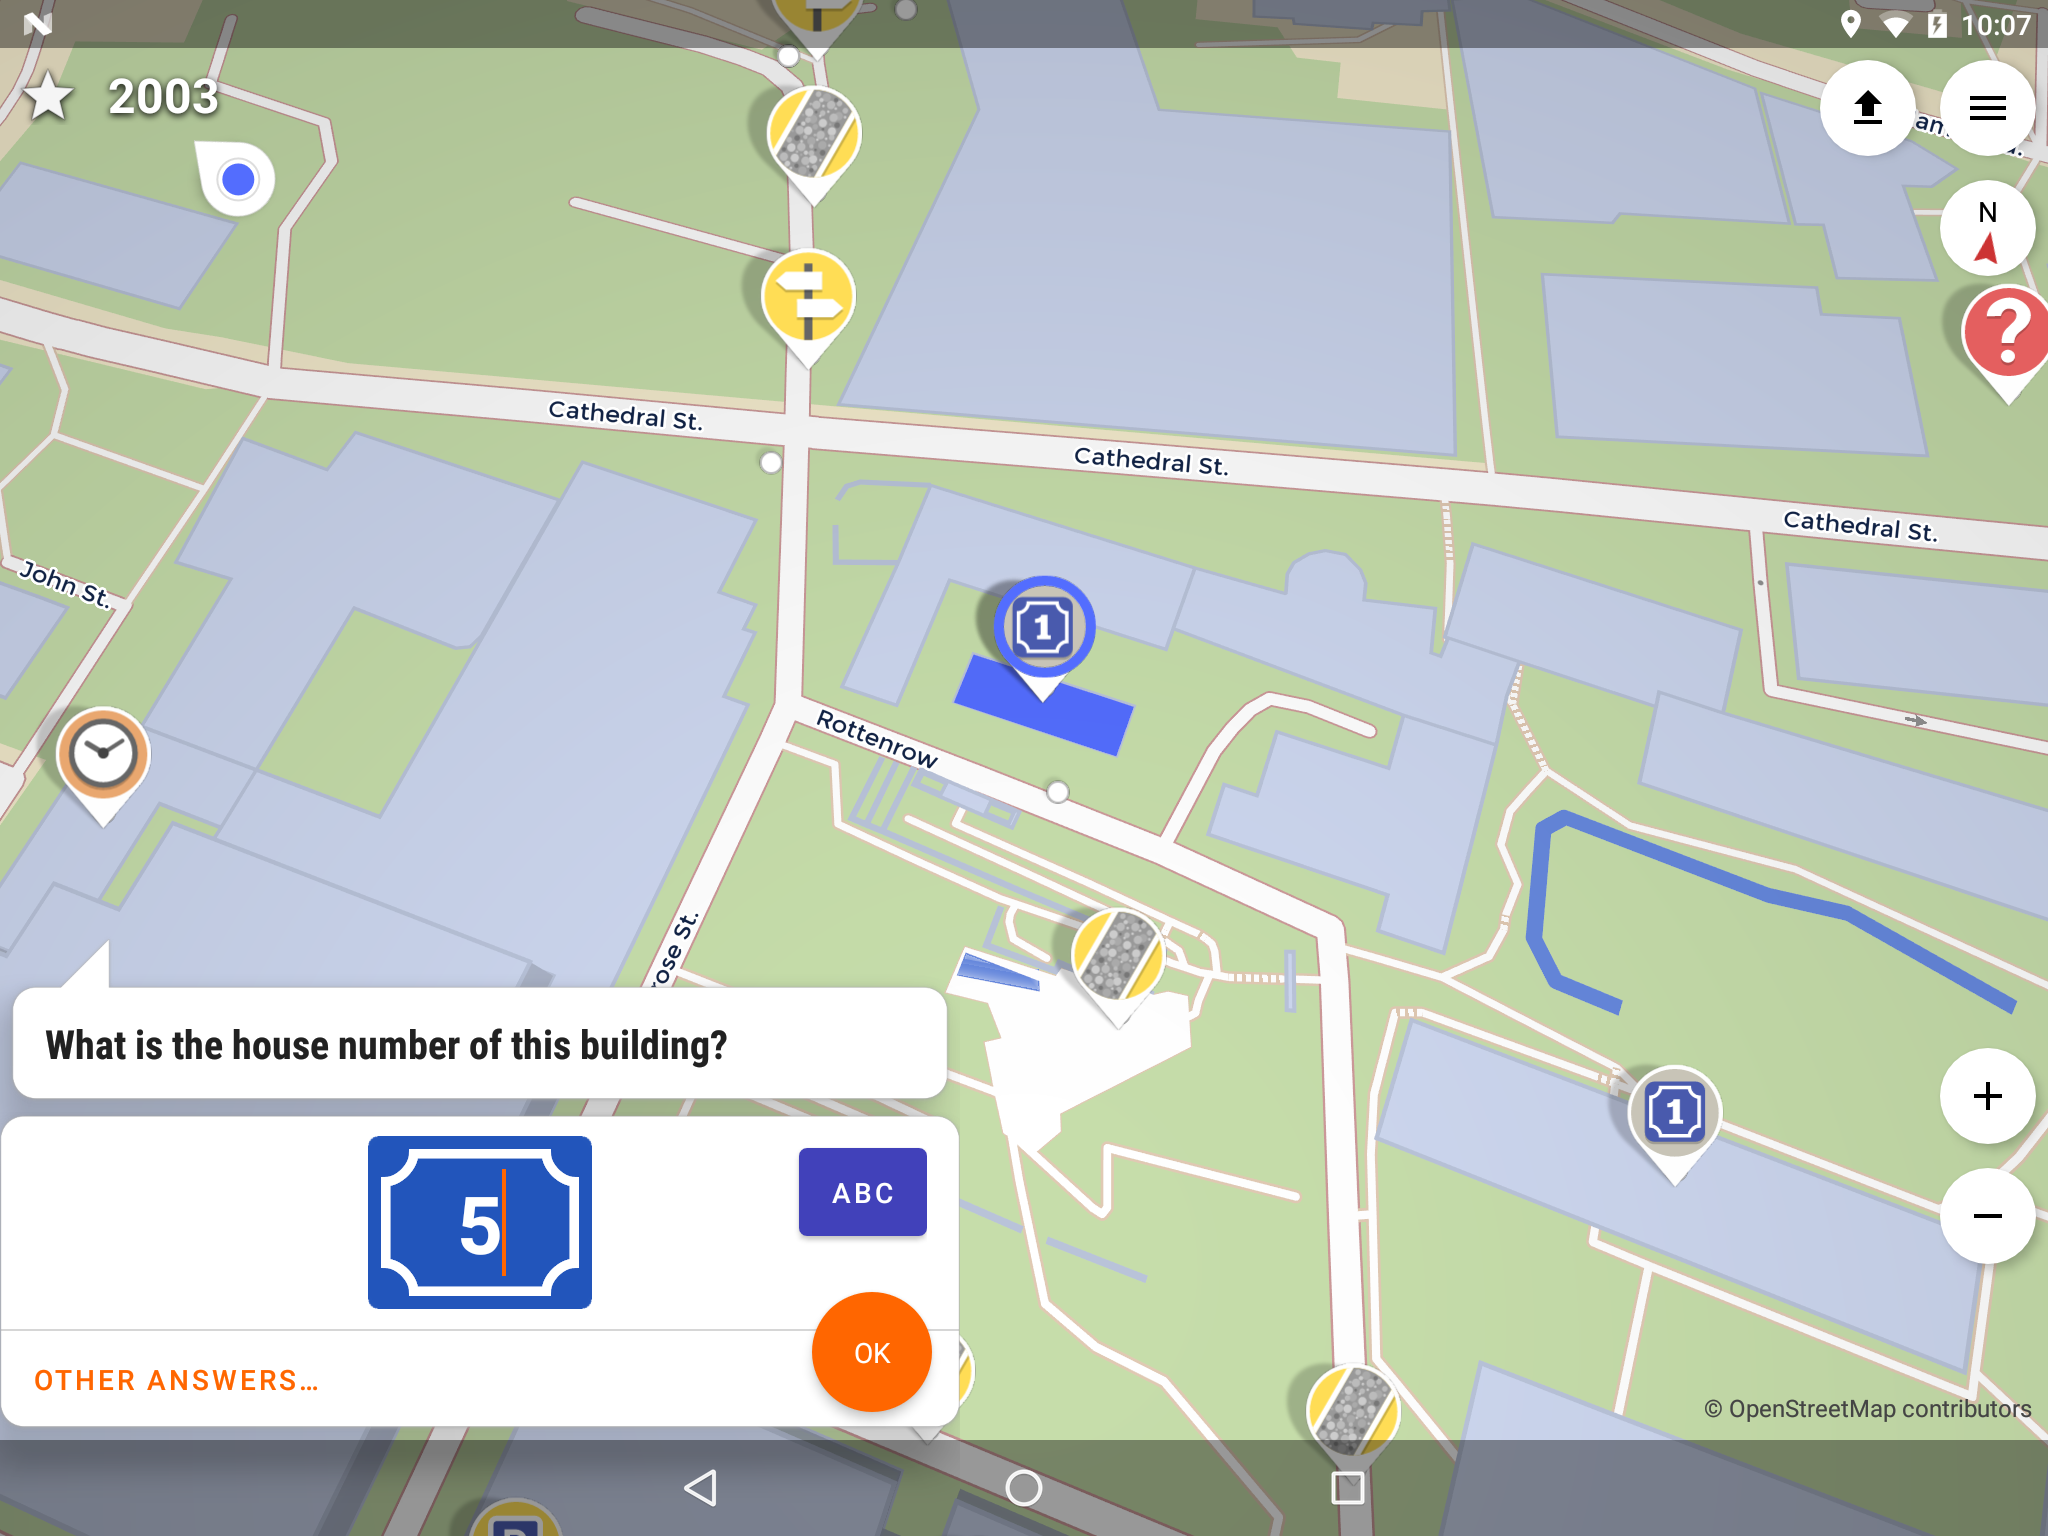 10:07
2003
N
?
Cathedral St.
Cathedral St.
Cathedral St.
John St.
1
Rottenrow
rose St.
What is the house number of this building?
1
5
ABC
OK
OTHER ANSWERS...
© OpenStreetMap contributors